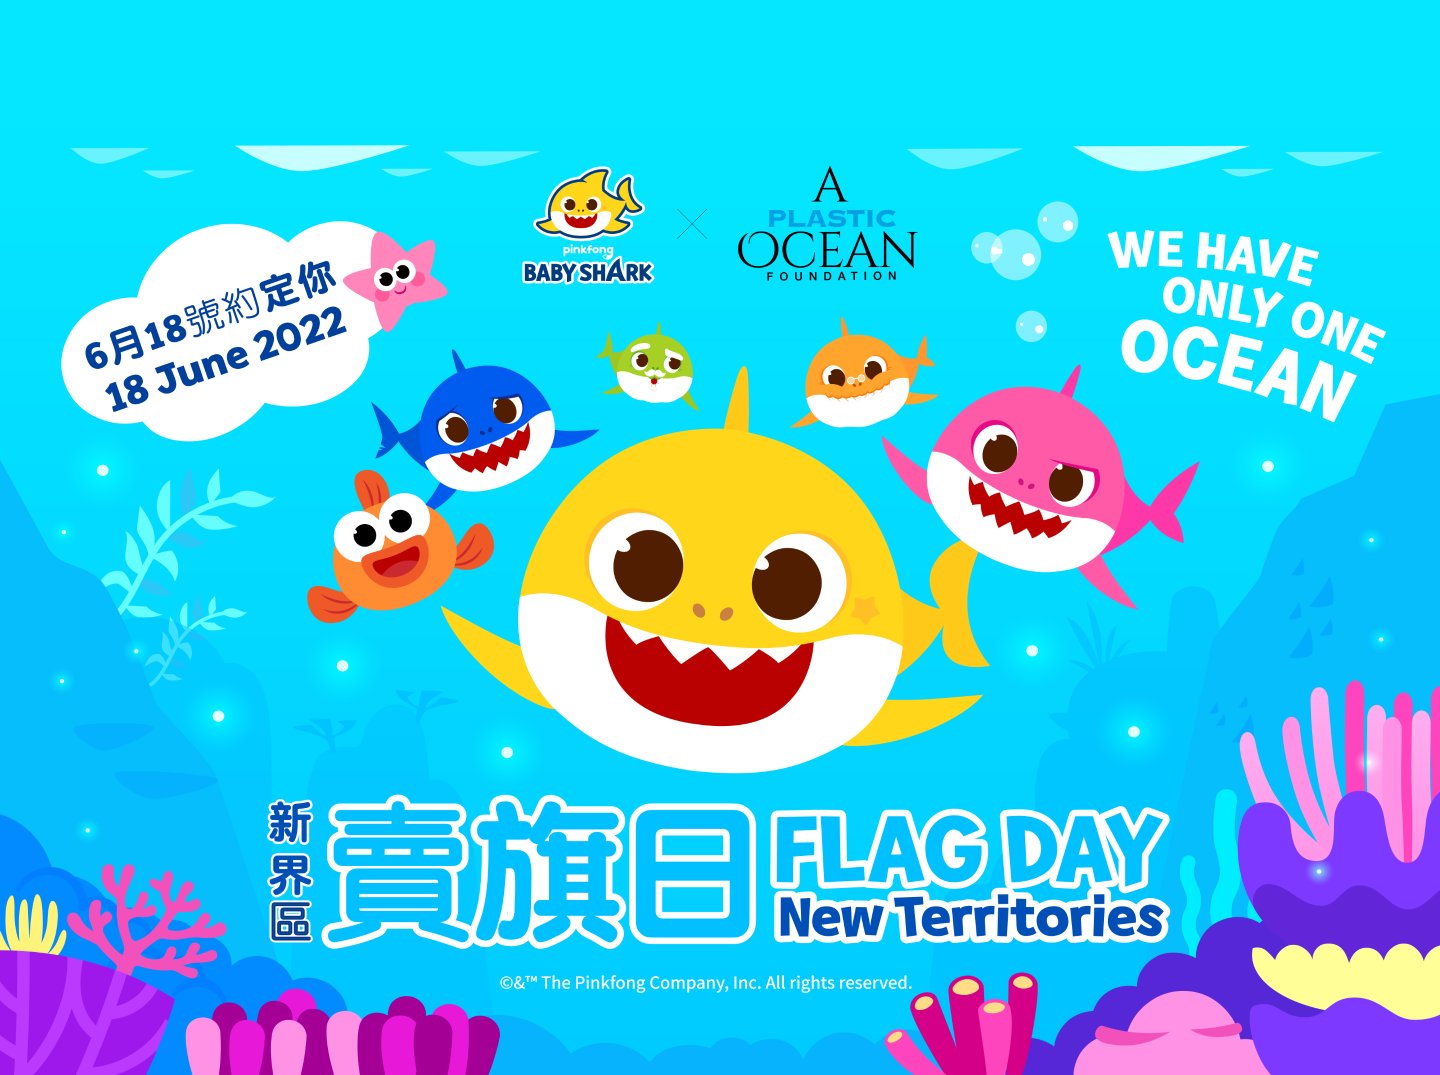 pinkfong
BABY SHARK
A
PLASTIC
OCEAN
FOUNDATION
6月18號約定你
18 June 2022
WE HAVE
ONLY ONE
OCEAN
新界區
賣旗日
FLAG DAY
New Territories
©&™ The Pinkfong Company, Inc. All rights reserved.